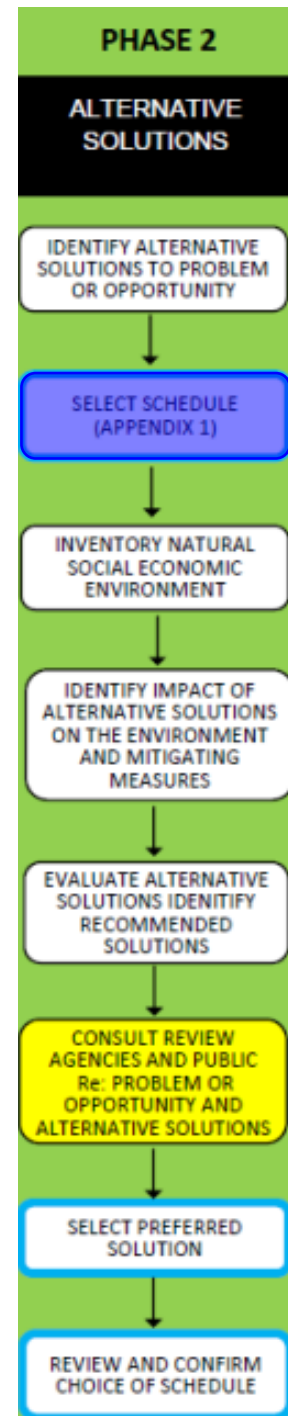 PHASE 2
ALTERNATIVE
SOLUTIONS
IDENTIFY ALTERNATIVE
SOLUTIONS TO PROBLEM
OR OPPORTUNITY
SELECT SCHEDULE
(APPENDIX 1)
INVENTORY NATURAL
SOCIAL ECONOMIC
ENVIRONMENT
IDENTIFY IMPACT OF
ALTERNATIVE SOLUTIONS
ON THE ENVIRONMENT
AND MITIGATING
MEASURES
EVALUATE ALTERNATIVE
SOLUTIONS IDENITIFY
RECOMMENDED
SOLUTIONS
CONSULT REVIEW
AGENCIES AND PUBLIC
Re: PROBLEM OR
OPPORTUNITY AND
ALTERNATIVE SOLUTIONS
SELECT PREFERRED
SOLUTION
REVIEW AND CONFIRM
CHOICE OF SCHEDULE